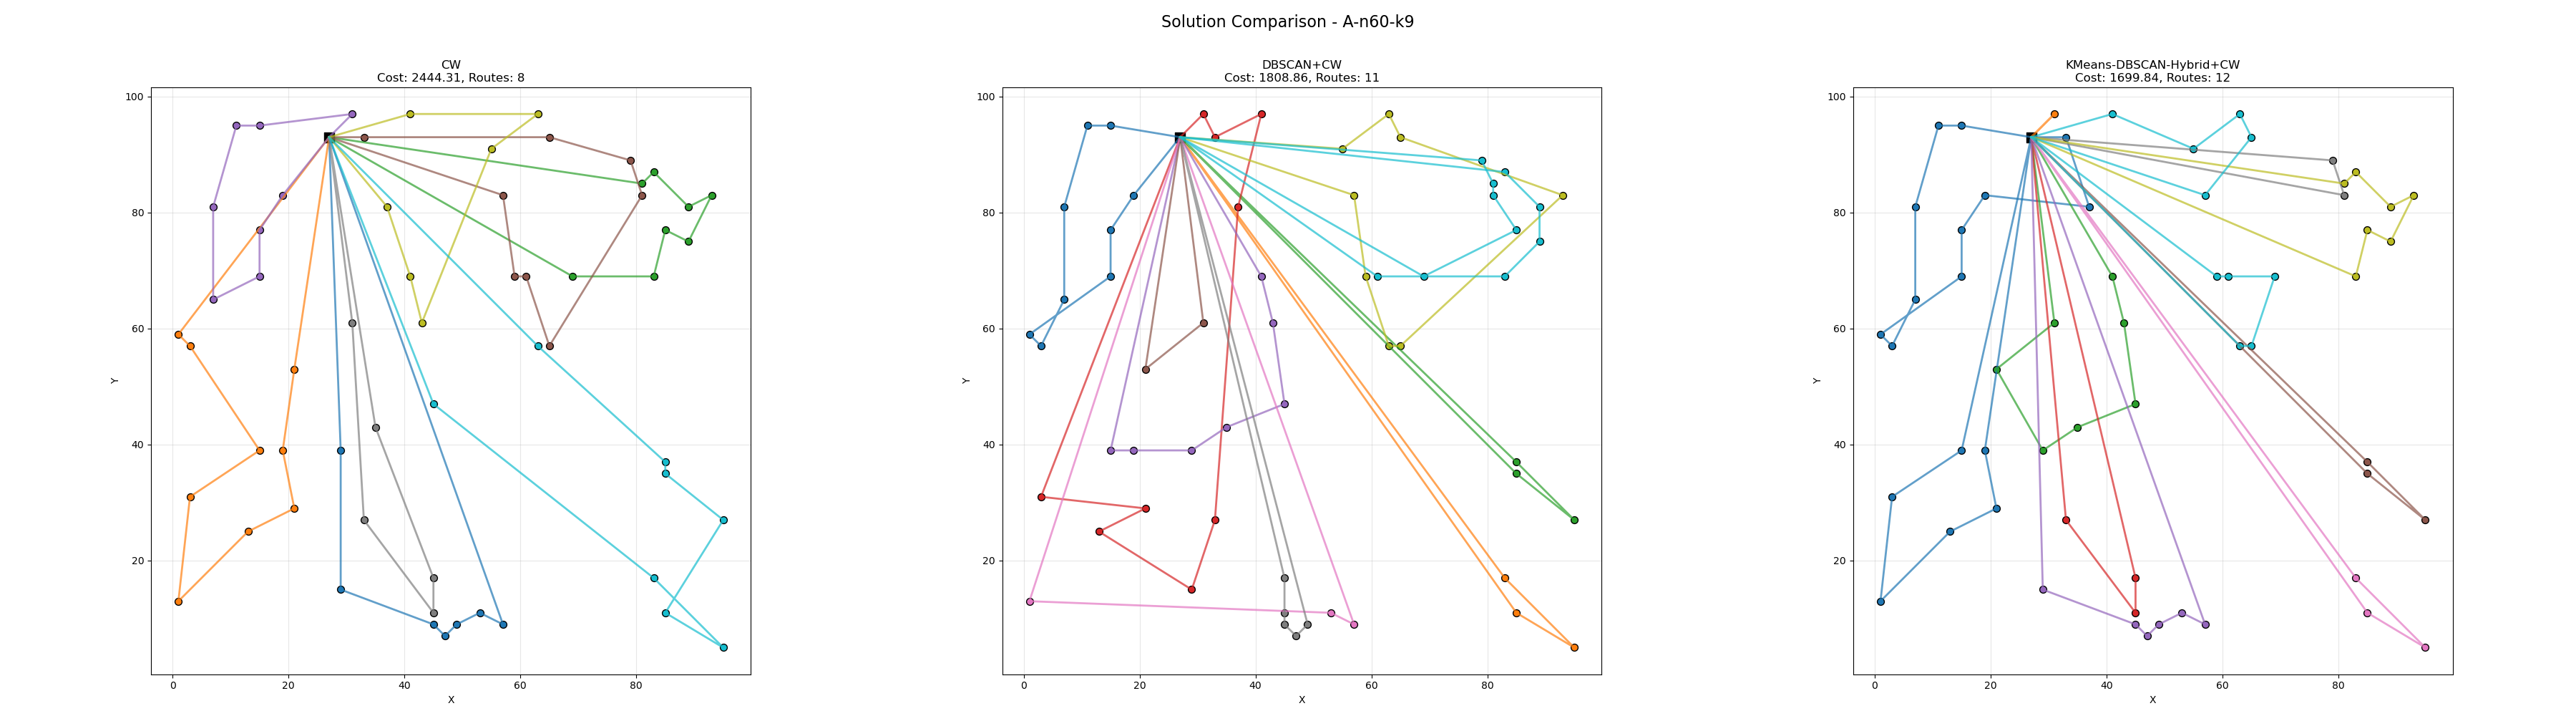 Solution Comparison - A-n60-k9
CW
Cost: 2444.31, Routes: 8
100
80
60
40
20
Y
0
20
40
60
80
X
DBSCAN+CW
Cost: 1808.86, Routes: 11
100
80
60
40
20
Y
0
20
40
60
80
X
KMeans-DBSCAN-Hybrid+CW
Cost: 1699.84, Routes: 12
100
80
60
40
20
Y
0
20
40
60
80
X